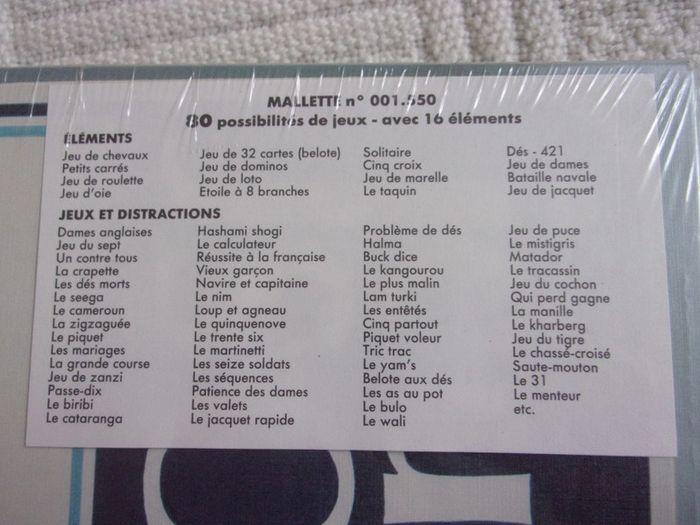 MALLETTE n° 001.550
80 possibilités de jeux - avec 16 éléments
ÉLÉMENTS
Jeu de chevaux Jeu de 32 cartes (belote) Solitaire Dés - 421
Petits carrés Jeu de dominos Cinq croix Jeu de dames
Jeu de roulette Jeu de loto Jeu de marelle Bataille navale
Jeu d'oie Etoile à 8 branches Le taquin Jeu de jacquet
JEUX ET DISTRACTIONS
Dames anglaises Hashami shogi Problème de dés Jeu de puce
Jeu du sept Le calculateur Halma Le mistigris
Un contre tous Réussite à la française Buck dice Matador
La crapette Vieux garçon Le kangourou Le tracassin
Les dés morts Navire et capitaine Le plus malin Jeu du cochon
Le seega Le nim Lam turki Qui perd gagne
Le cameroun Loup et agneau Les entêtés La manille
La zigzaguée Le quinquenove Cinq partout Le kharberg
Le piquet Le trente six Piquet voleur Jeu du tigre
Les mariages Le martinetti Tric trac Le chassé-croisé
La grande course Les seize soldats Le yam's Saute-mouton
Jeu de zanzi Les séquences Belote aux dés Le 31
Passe-dix Patience des dames Les as au pot Le menteur
Le biribi Les valets Le bulo etc.
Le cataranga Le jacquet rapide Le wali